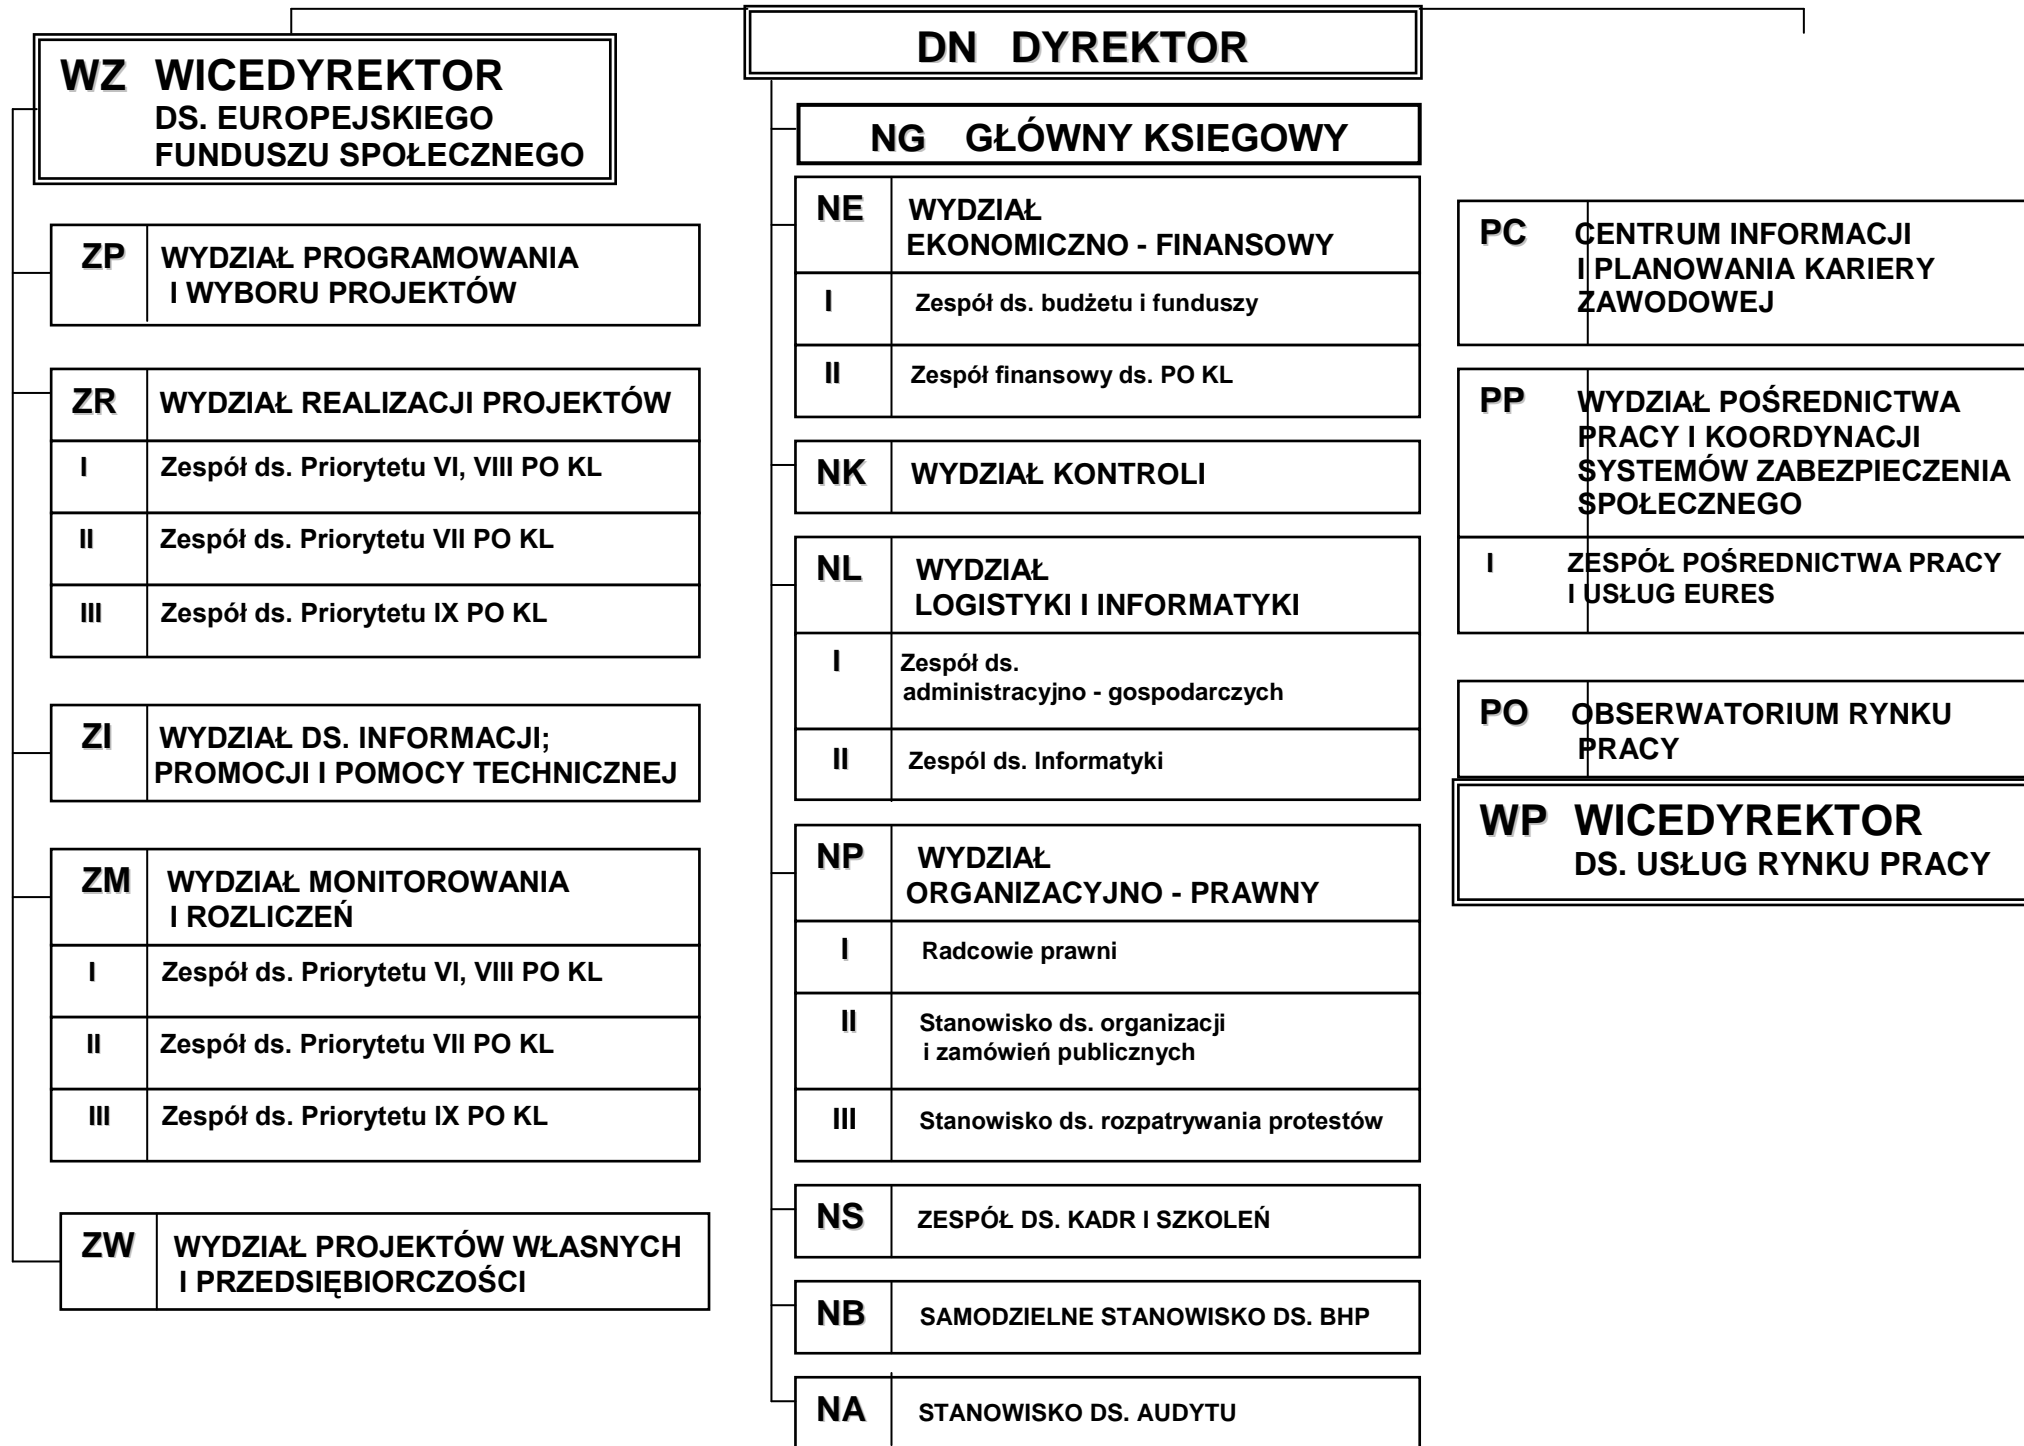 WZ WICEDYREKTOR
DS. EUROPEJSKIEGO
FUNDUSZU SPOŁECZNEGO
ZP WYDZIAŁ PROGRAMOWANIA
I WYBORU PROJEKTÓW
ZR WYDZIAŁ REALIZACJI PROJEKTÓW
I Zespół ds. Priorytetu VI, VIII PO KL
II Zespół ds. Priorytetu VII PO KL
III Zespół ds. Priorytetu IX PO KL
ZI WYDZIAŁ DS. INFORMACJI;
PROMOCJI I POMOCY TECHNICZNEJ
ZM WYDZIAŁ MONITOROWANIA
I ROZLICZEŃ
I Zespół ds. Priorytetu VI, VIII PO KL
II Zespół ds. Priorytetu VII PO KL
III Zespół ds. Priorytetu IX PO KL
ZW WYDZIAŁ PROJEKTÓW WŁASNYCH
I PRZEDSIĘBIORCZOŚCI
DN DYREKTOR
NG GŁÓWNY KSIEGOWY
NE WYDZIAŁ
EKONOMICZNO - FINANSOWY
I Zespół ds. budżetu i funduszy
II Zespół finansowy ds. PO KL
NK WYDZIAŁ KONTROLI
NL WYDZIAŁ
LOGISTYKI I INFORMATYKI
I Zespół ds.
administracyjno - gospodarczych
II Zespól ds. Informatyki
NP WYDZIAŁ
ORGANIZACYJNO - PRAWNY
I Radcowie prawni
II Stanowisko ds. organizacji
i zamówień publicznych
III Stanowisko ds. rozpatrywania protestów
NS ZESPÓŁ DS. KADR I SZKOLEŃ
NB SAMODZIELNE STANOWISKO DS. BHP
NA STANOWISKO DS. AUDYTU
PC CENTRUM INFORMACJI
I PLANOWANIA KARIERY
ZAWODOWEJ
PP WYDZIAŁ POŚREDNICTWA
PRACY I KOORDYNACJI
SYSTEMÓW ZABEZPIECZENIA
SPOŁECZNEGO
I ZESPÓŁ POŚREDNICTWA PRACY
I USŁUG EURES
PO OBSERWATORIUM RYNKU
PRACY
WP WICEDYREKTOR
DS. USŁUG RYNKU PRACY